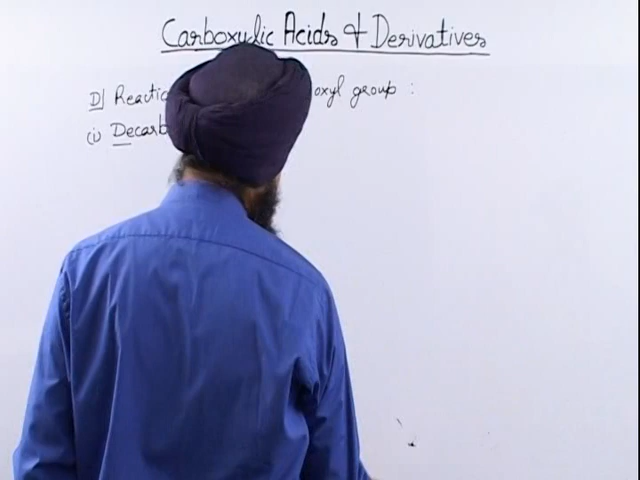 Carboxylic Acids & Derivatives
D] Reactio oxyl group :
(i) Decarb